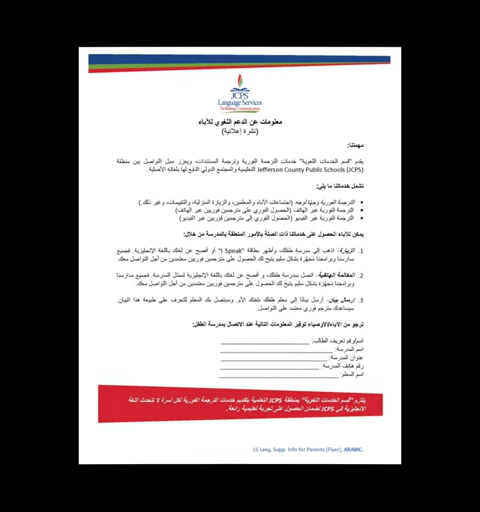 JCPS
Language Services
Facilitating Communication
معلومات عن الدعم اللغوي للآباء
(نشرة إعلانية)
مهمتنا:
يقدم "قسم الخدمات اللغوية" خدمات الترجمة الفورية وترجمة المستندات، ويعزز سبل التواصل بين منطقة
Jefferson County Public Schools (JCPS) التعليمية والمجتمع الدولي التابع لها بلغاته الأصلية.
تشمل خدماتنا ما يلي:
• الترجمة الفورية وجهًا لوجه (اجتماعات الآباء والمعلمين، والزيارة المنزلية، والتقييمات، وغير ذلك.)
• الترجمة الفورية عبر الهاتف (الحصول الفوري على مترجمين فوريين عبر الهاتف)
• الترجمة الفورية عبر الفيديو (الحصول الفوري على مترجمين فوريين عبر الفيديو)
يمكن للآباء الحصول على خدماتنا ذات الصلة بالأمور المتعلقة بالمدرسة من خلال:
1. الزيارة. اذهب إلى مدرسة طفلك، وأظهر بطاقة "I Speak" أو أفصح عن لغتك باللغة الإنجليزية. فجميع
مدارسنا وبرامجنا مُجهّزة بشكل سليم يتيح لك الحصول على مترجمين فوريين معتمدين من أجل التواصل معك.
2. المكالمة الهاتفية. اتصل بمدرسة طفلك، و أفصح عن لغتك باللغة الإنجليزية لممثل المدرسة. فجميع مدارسنا
وبرامجنا مُجهّزة بشكل سليم يتيح لك الحصول على مترجمين فوريين معتمدين من أجل التواصل معك.
3. إرسال بيان. أرسل بيانًا إلى معلم طفلك بلغتك الأم. وسيتصل بك المعلم للتعرف على طبيعة هذا البيان.
سيساعدك مترجم فوري معتمد على التواصل.
نرجو من الآباء/الأوصياء توفير المعلومات التالية عند الاتصال بمدرسة الطفل:
اسم/رقم تعريف الطالب:
اسم المدرسة:
عنوان المدرسة:
رقم هاتف المدرسة:
اسم المعلم:
يلتزم "قسم الخدمات اللغوية" بمنطقة JCPS التعليمية بتقديم خدمات الترجمة الفورية لكل أسرة لا تتحدث اللغة
الإنجليزية في JCPS لضمان الحصول على تجربة تعليمية رائعة.
15 Lang. Supp. Info for Parents (Flyer), ARABIC.